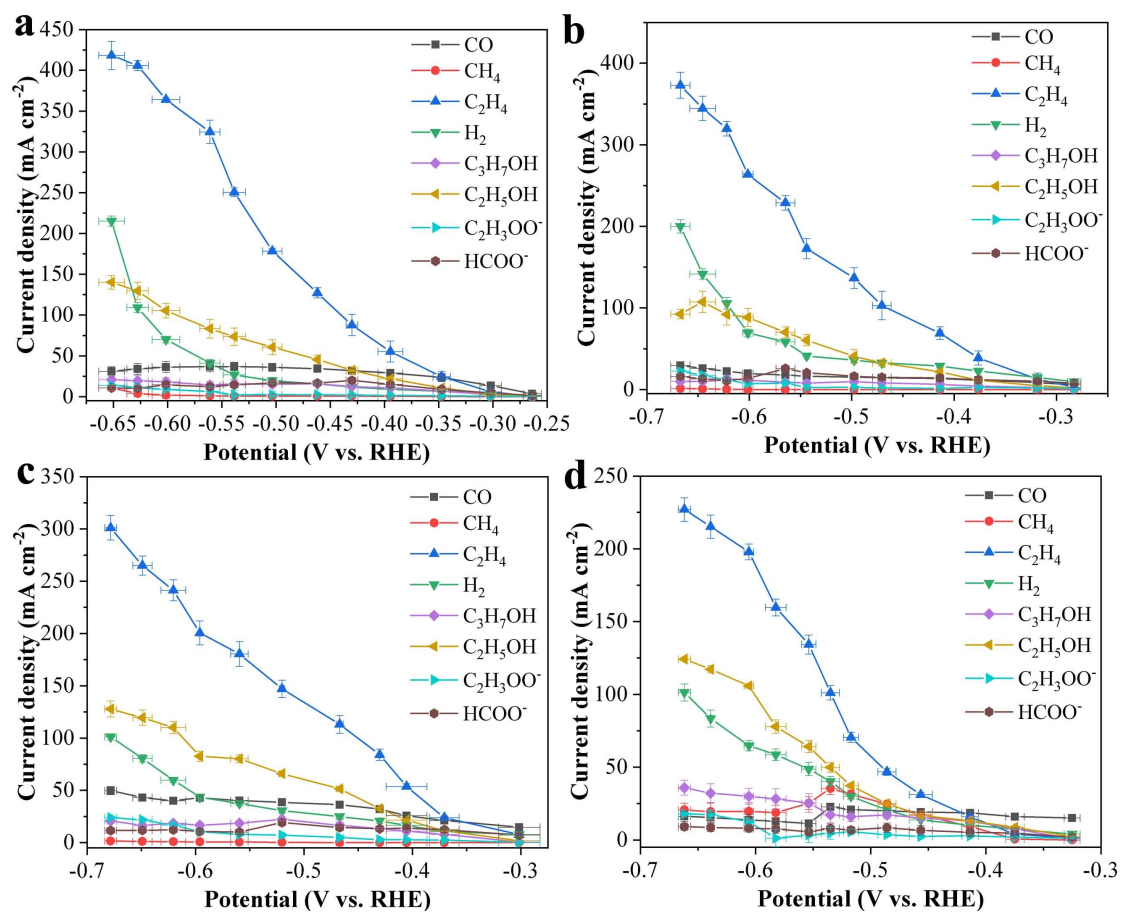 a
450
400
350
300
250
200
150
100
50
0
Current density (mA cm⁻²)
CO
CH₄
C₂H₄
H₂
C₃H₇OH
C₂H₅OH
C₂H₃OO⁻
HCOO⁻
-0.65 -0.60 -0.55 -0.50 -0.45 -0.40 -0.35 -0.30 -0.25
Potential (V vs. RHE)
b
400
300
200
100
0
Current density (mA cm⁻²)
CO
CH₄
C₂H₄
H₂
C₃H₇OH
C₂H₅OH
C₂H₃OO⁻
HCOO⁻
-0.7 -0.6 -0.5 -0.4 -0.3
Potential (V vs. RHE)
c
350
300
250
200
150
100
50
0
Current density (mA cm⁻²)
CO
CH₄
C₂H₄
H₂
C₃H₇OH
C₂H₅OH
C₂H₃OO⁻
HCOO⁻
-0.7 -0.6 -0.5 -0.4 -0.3
Potential (V vs. RHE)
d
250
200
150
100
50
0
Current density (mA cm⁻²)
CO
CH₄
C₂H₄
H₂
C₃H₇OH
C₂H₅OH
C₂H₃OO⁻
HCOO⁻
-0.7 -0.6 -0.5 -0.4 -0.3
Potential (V vs. RHE)